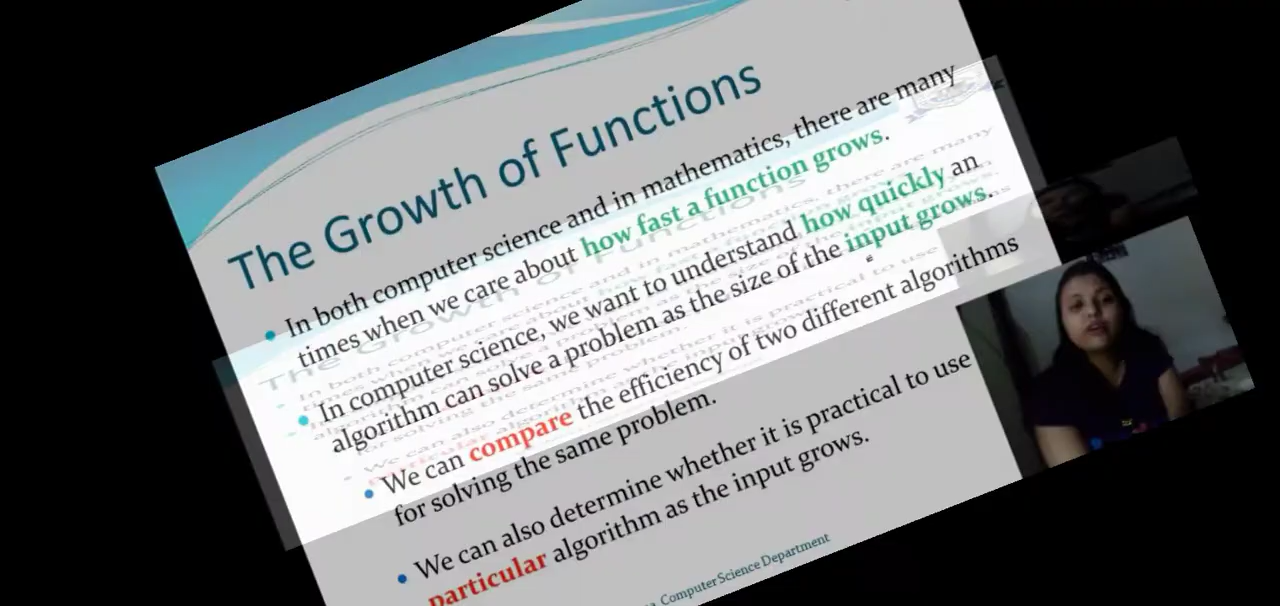 The Growth of Functions
• In both computer science and in mathematics, there are many
times when we care about how fast a function grows.
• In computer science, we want to understand how quickly an
algorithm can solve a problem as the size of the input grows.
• We can compare the efficiency of two different algorithms
for solving the same problem.
• We can also determine whether it is practical to use
particular algorithm as the input grows.
Computer Science Department